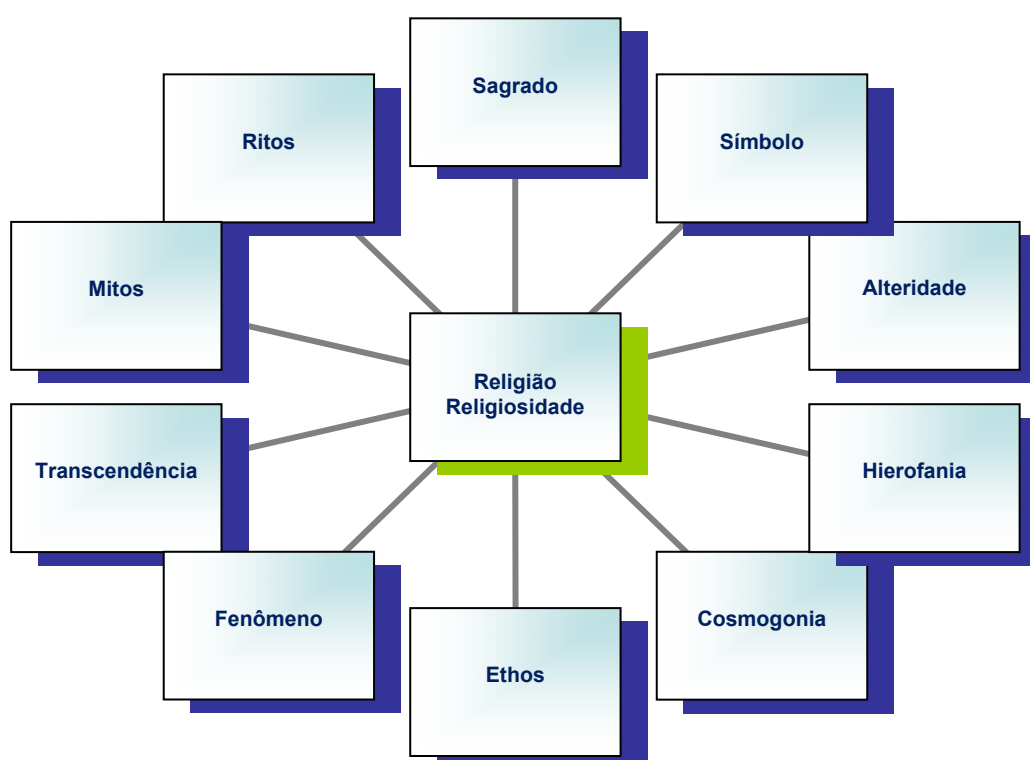 Sagrado
Ritos
Símbolo
Mitos
Alteridade
Religião
Religiosidade
Transcendência
Hierofania
Fenômeno
Cosmogonia
Ethos